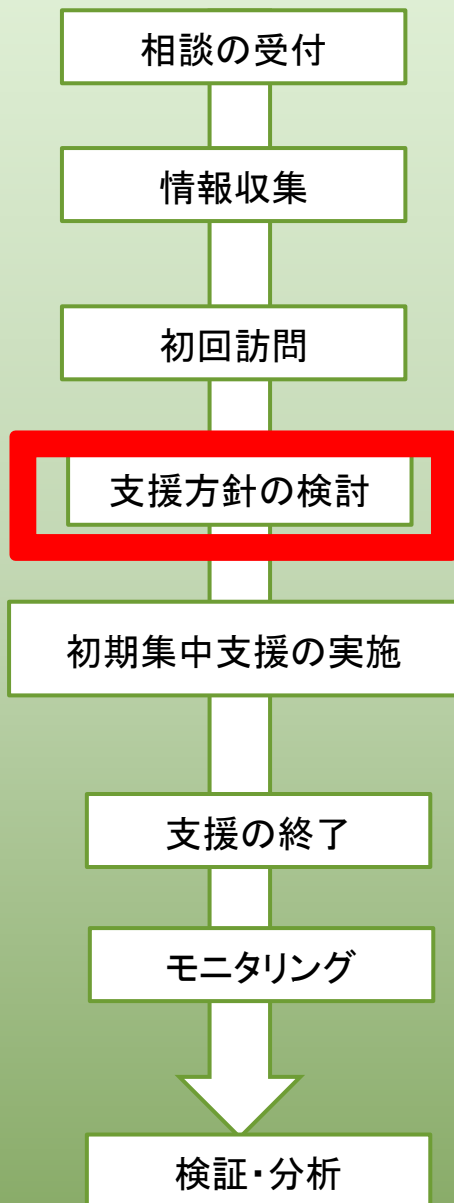 相談の受付
情報収集
初回訪問
支援方針の検討
初期集中支援の実施
支援の終了
モニタリング
検証・分析